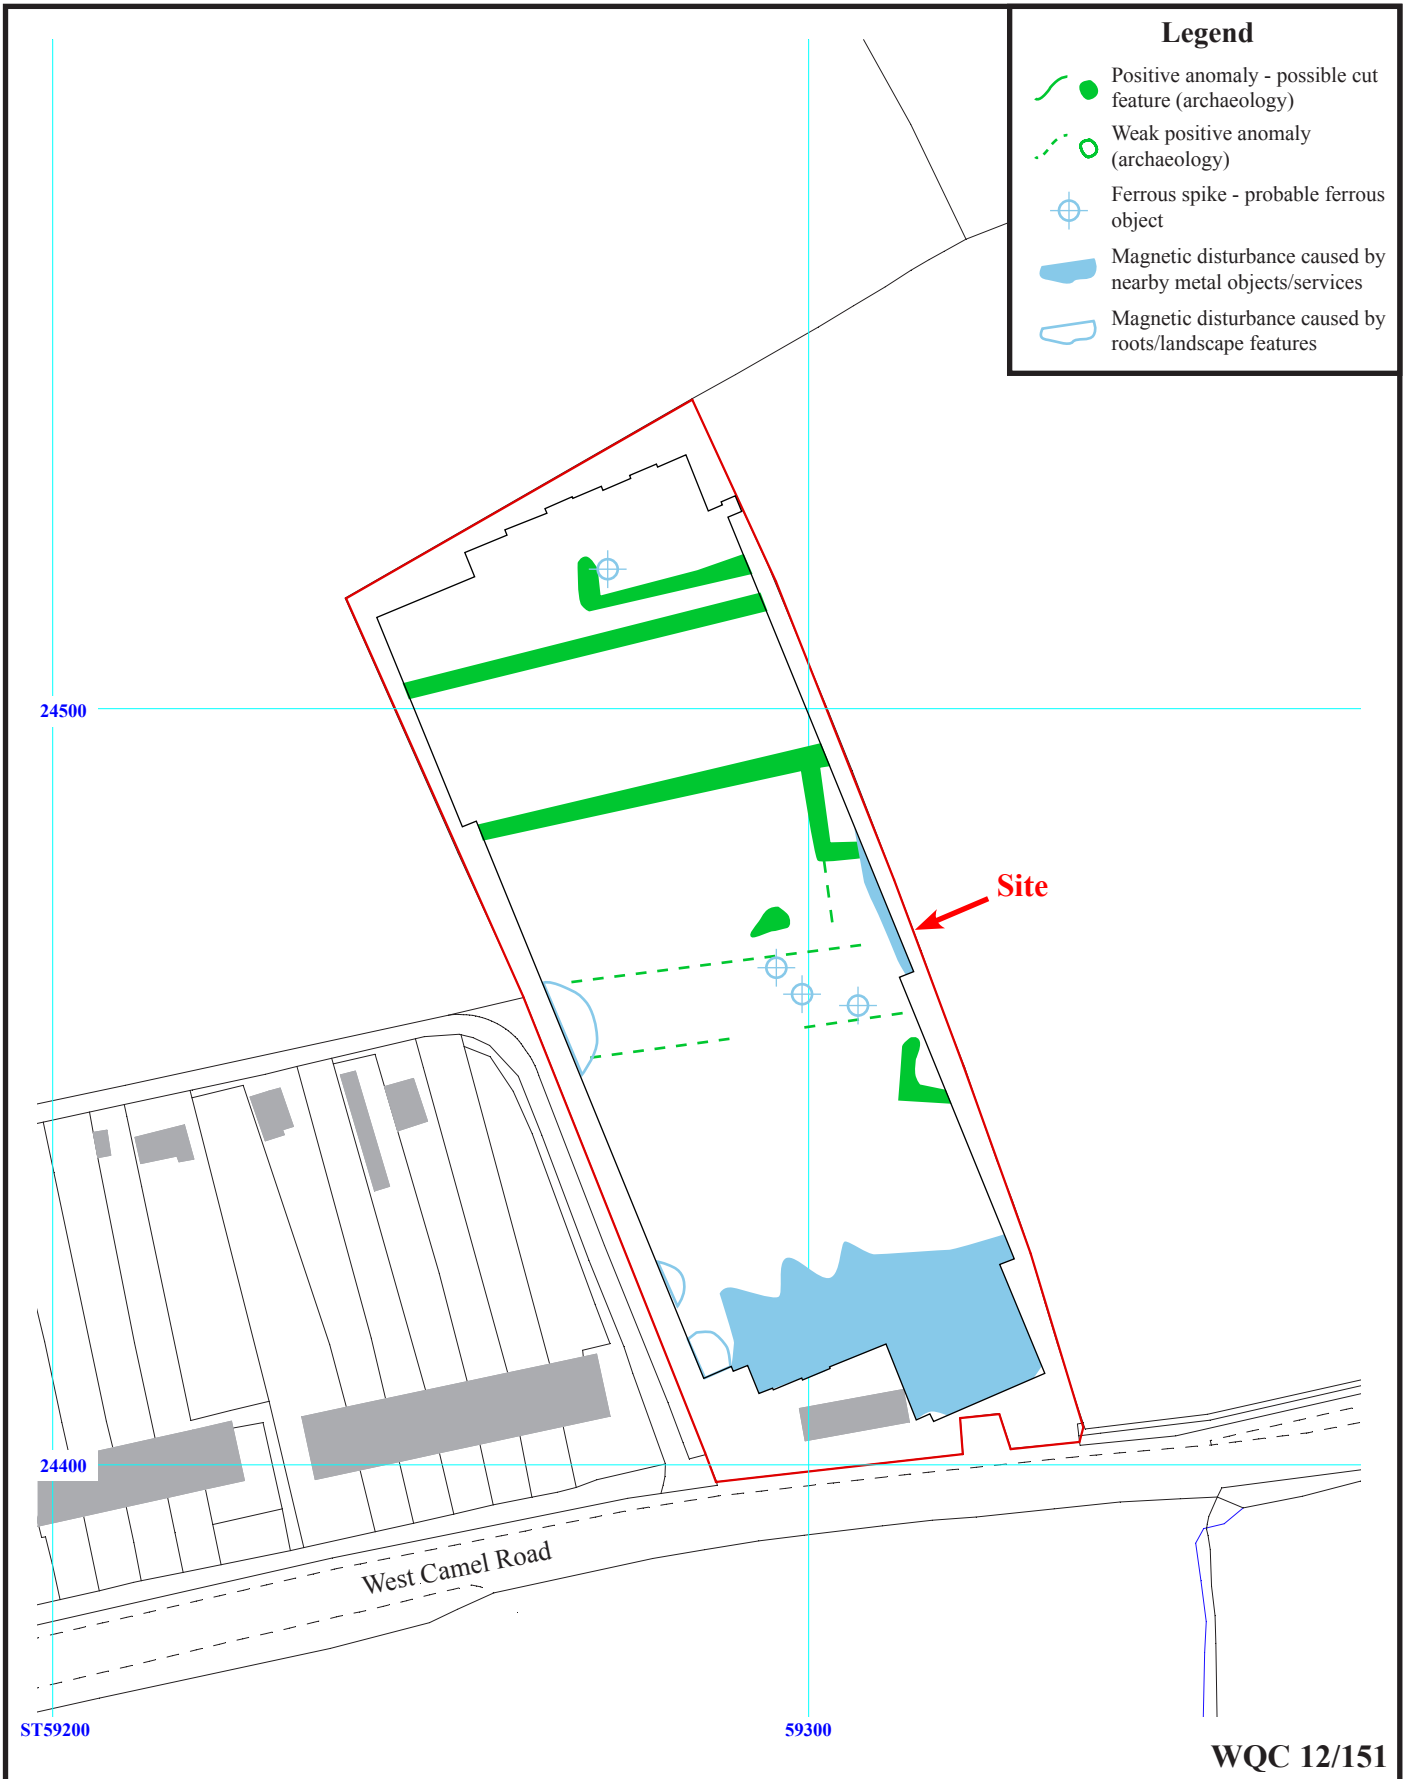 Legend
Positive anomaly - possible cut
feature (archaeology)
Weak positive anomaly
(archaeology)
Ferrous spike - probable ferrous
object
Magnetic disturbance caused by
nearby metal objects/services
Magnetic disturbance caused by
roots/landscape features
24500
Site
24400
West Camel Road
ST59200
59300
WQC 12/151